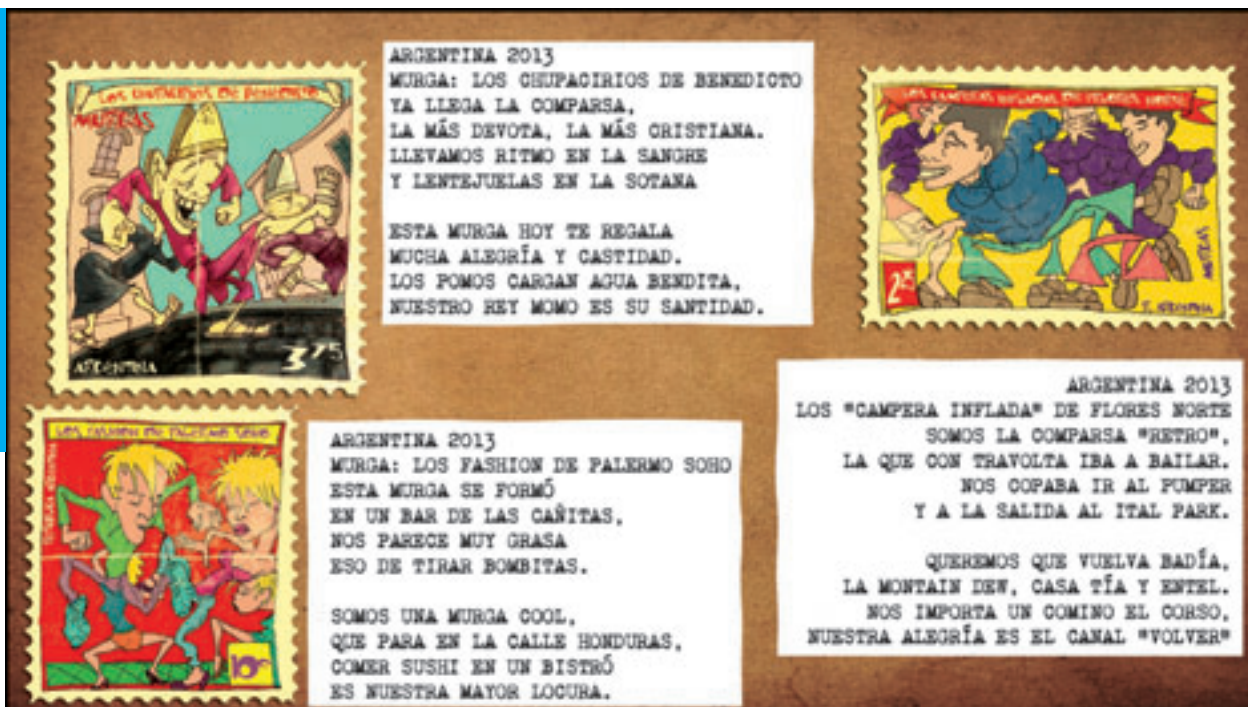 ARGENTINA 2013
MURGA: LOS CHUPACIRIOS DE BENEDICTO
YA LLEGA LA COMPARSA,
LA MÁS DEVOTA, LA MÁS CRISTIANA.
LLEVAMOS RITMO EN LA SANGRE
Y LENTEJUELAS EN LA SOTANA
ESTA MURGA HOY TE REGALA
MUCHA ALEGRÍA Y CASTIDAD.
LOS POMOS CARGAN AGUA BENDITA,
NUESTRO REY MOMO ES SU SANTIDAD.
ARGENTINA
3.75
ARGENTINA 2013
LOS "CAMPERA INFLADA" DE FLORES NORTE
SOMOS LA COMPARSA "RETRO",
LA QUE CON TRAVOLTA IBA A BAILAR.
NOS COPABA IR AL PUMPER
Y A LA SALIDA AL ITAL PARK.
QUEREMOS QUE VUELVA BADÍA,
LA MONTAIN DEW, CASA TÍA Y ENTEL.
NOS IMPORTA UN COMINO EL CORSO,
NUESTRA ALEGRÍA ES EL CANAL "VOLVER"
LOS FASHION DE PALERMO SOHO
ARGENTINA 2013
MURGA: LOS FASHION DE PALERMO SOHO
ESTA MURGA SE FORMÓ
EN UN BAR DE LAS CAÑITAS,
NOS PARECE MUY GRASA
ESO DE TIRAR BOMBITAS.
SOMOS UNA MURGA COOL,
QUE PARA EN LA CALLE HONDURAS,
COMER SUSHI EN UN BISTRÓ
ES NUESTRA MAYOR LOCURA.